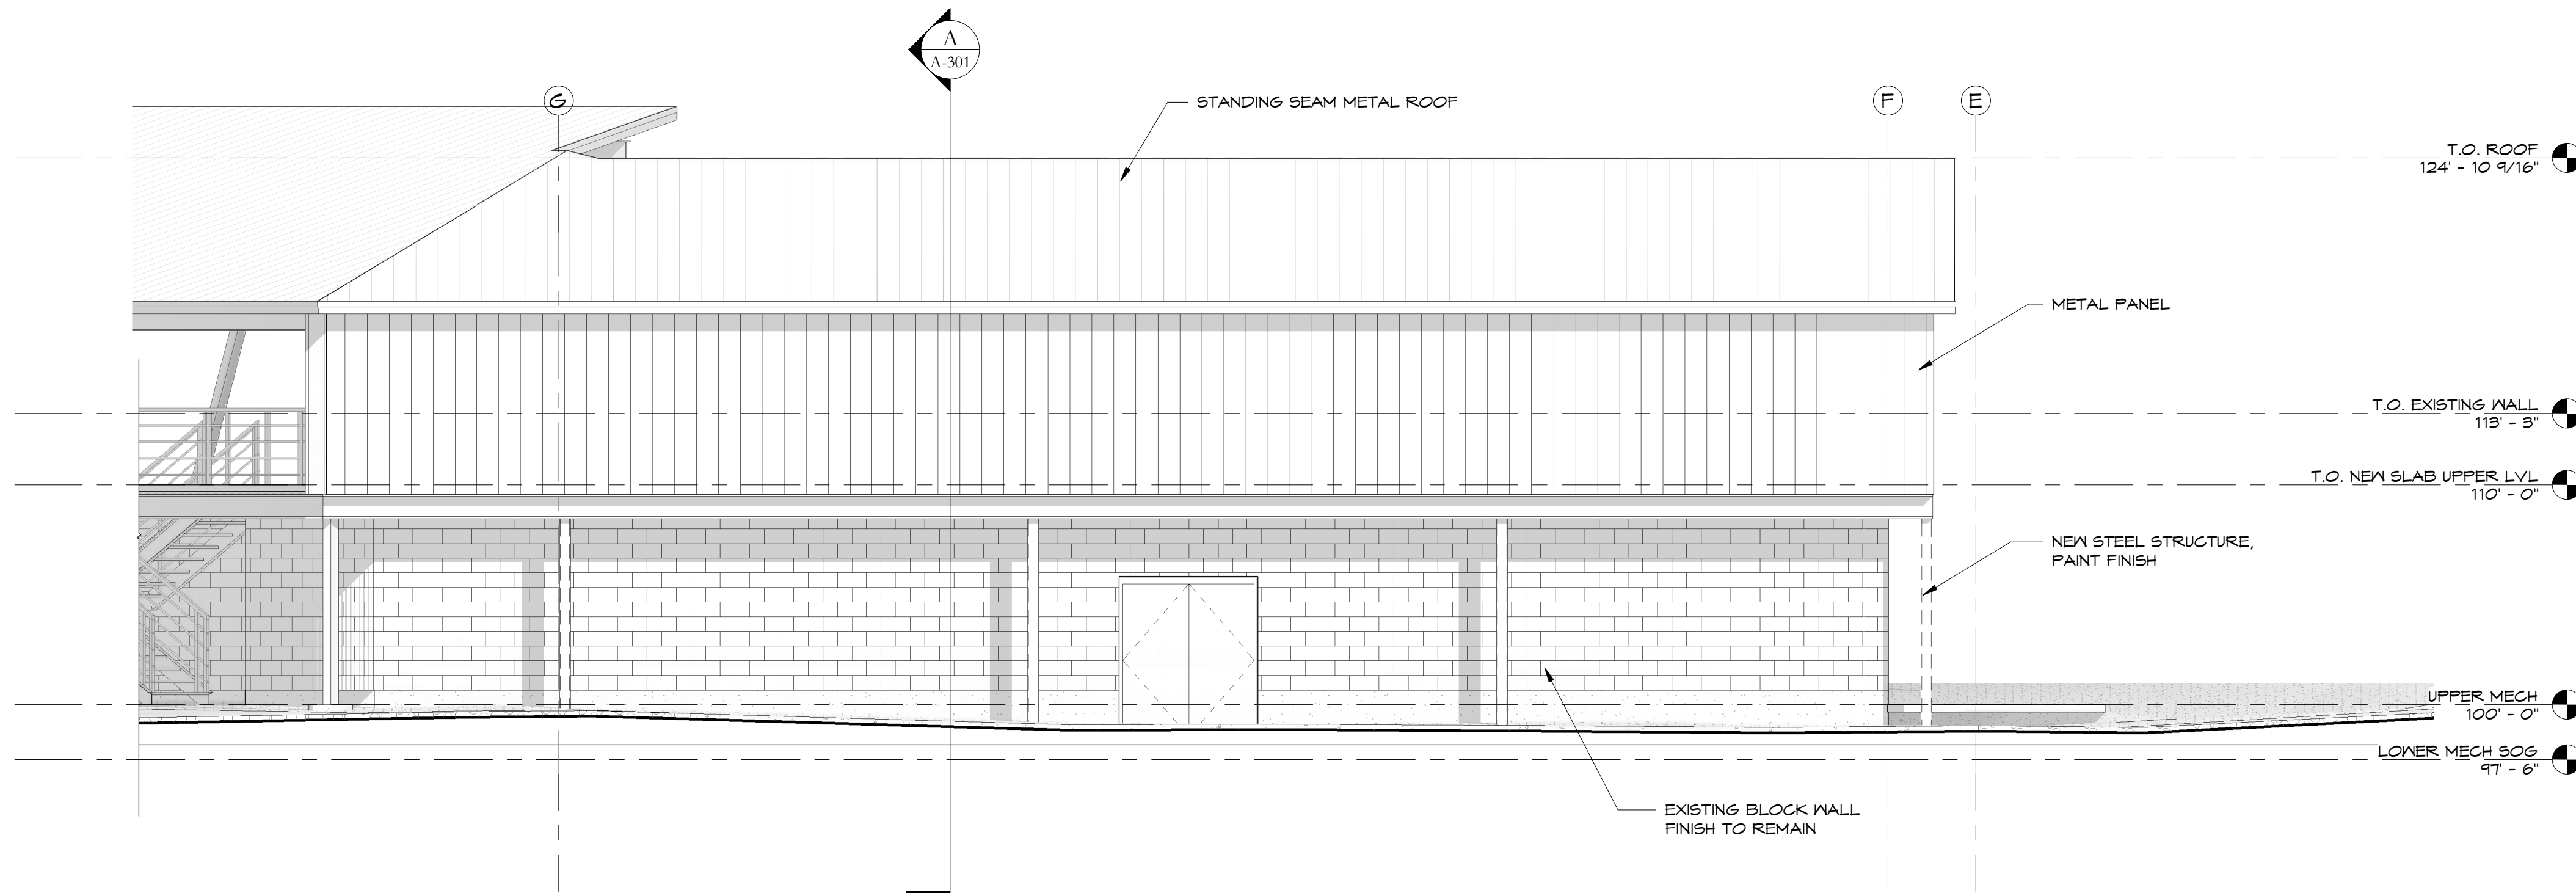 A
A-301
G
F
E
STANDING SEAM METAL ROOF
T.O. ROOF
124' - 10 9/16"
METAL PANEL
T.O. EXISTING WALL
113' - 3"
T.O. NEW SLAB UPPER LVL
110' - 0"
NEW STEEL STRUCTURE,
PAINT FINISH
UPPER MECH
100' - 0"
LOWER MECH SOG
97' - 6"
EXISTING BLOCK WALL
FINISH TO REMAIN